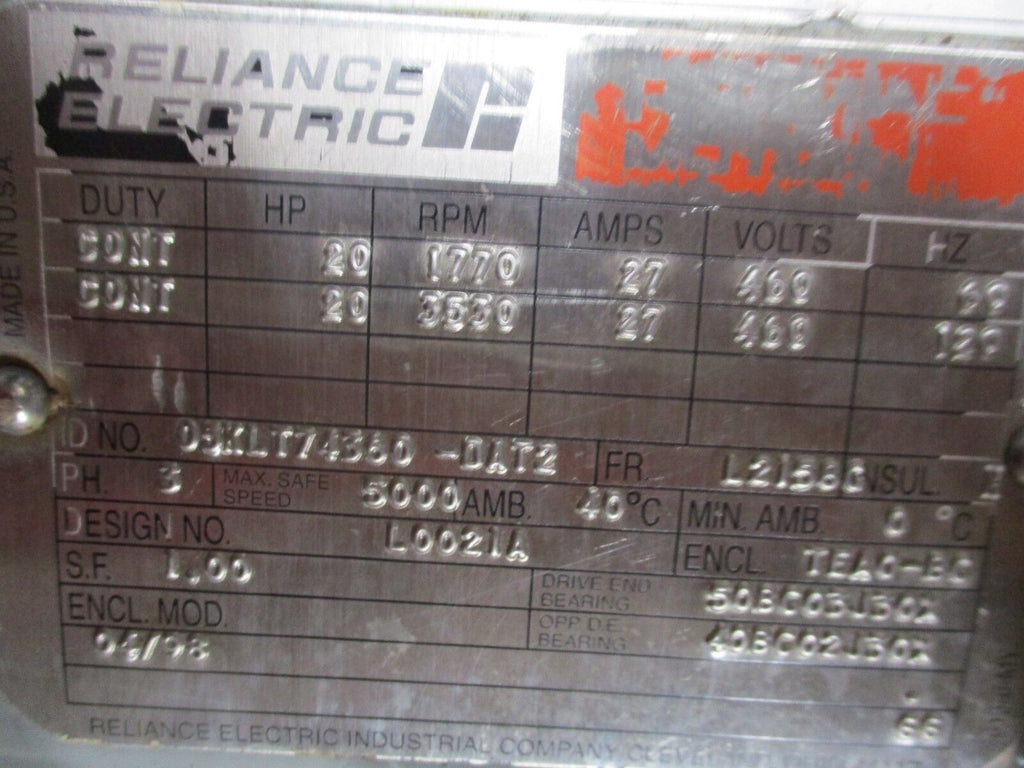 RELIANCE
ELECTRIC
MADE IN U.S.A.
DUTY HP RPM AMPS VOLTS HZ
CONT 20 1770 27 460 60
CONT 20 3530 27 460 120
ID NO. 03KLT74360 -DAT2 FR. L2158G INSUL.
PH. 3 MAX. SAFE SPEED 5000 AMB. 40°C MIN. AMB. 0 °C
DESIGN NO. L0021A ENCL. TEAO-BC
S.F. 1.00 DRIVE END BEARING 50BC03J30X
ENCL. MOD. OPP D.E. BEARING 40BC02J30X
04/98
66
RELIANCE ELECTRIC INDUSTRIAL COMPANY